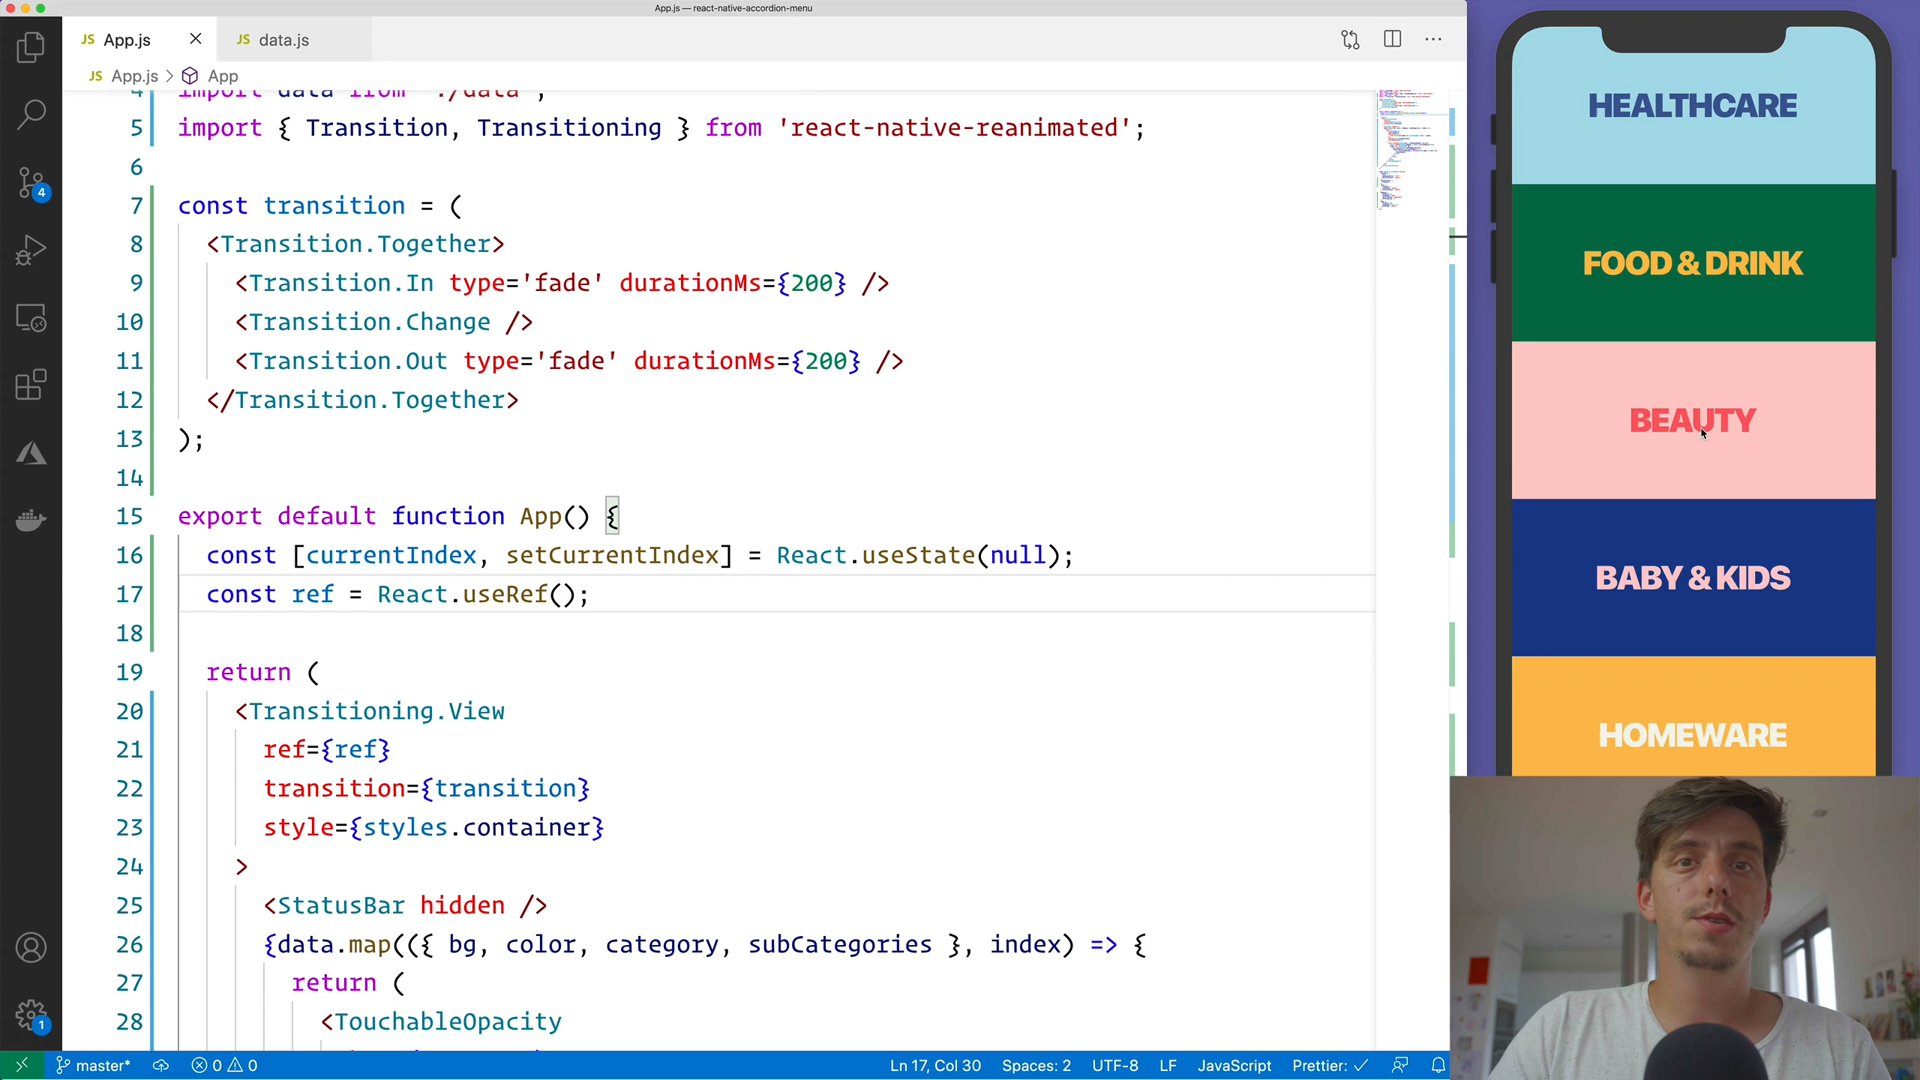 App.js — react-native-accordion-menu
JS App.js
JS data.js
JS App.js > App
4 import data from './data';
5 import { Transition, Transitioning } from 'react-native-reanimated';
6
7 const transition = (
8 <Transition.Together>
9 <Transition.In type='fade' durationMs={200} />
10 <Transition.Change />
11 <Transition.Out type='fade' durationMs={200} />
12 </Transition.Together>
13 );
14
15 export default function App() {
16 const [currentIndex, setCurrentIndex] = React.useState(null);
17 const ref = React.useRef();
18
19 return (
20 <Transitioning.View
21 ref={ref}
22 transition={transition}
23 style={styles.container}
24 >
25 <StatusBar hidden />
26 {data.map(({ bg, color, category, subCategories }, index) => {
27 return (
28 <TouchableOpacity
4
1
master* 0 0 Ln 17, Col 30 Spaces: 2 UTF-8 LF JavaScript Prettier: ✓
HEALTHCARE
FOOD & DRINK
BEAUTY
BABY & KIDS
HOMEWARE